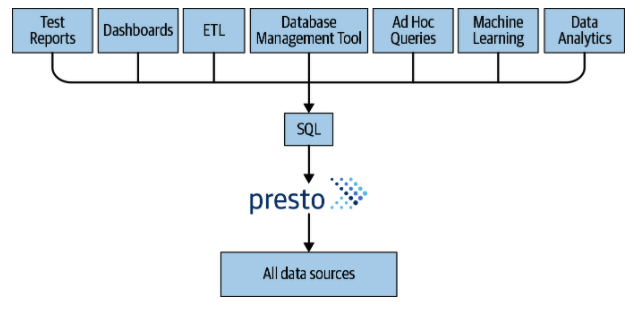 Test
Reports
Dashboards
ETL
Database
Management Tool
Ad Hoc
Queries
Machine
Learning
Data
Analytics
SQL
presto
All data sources